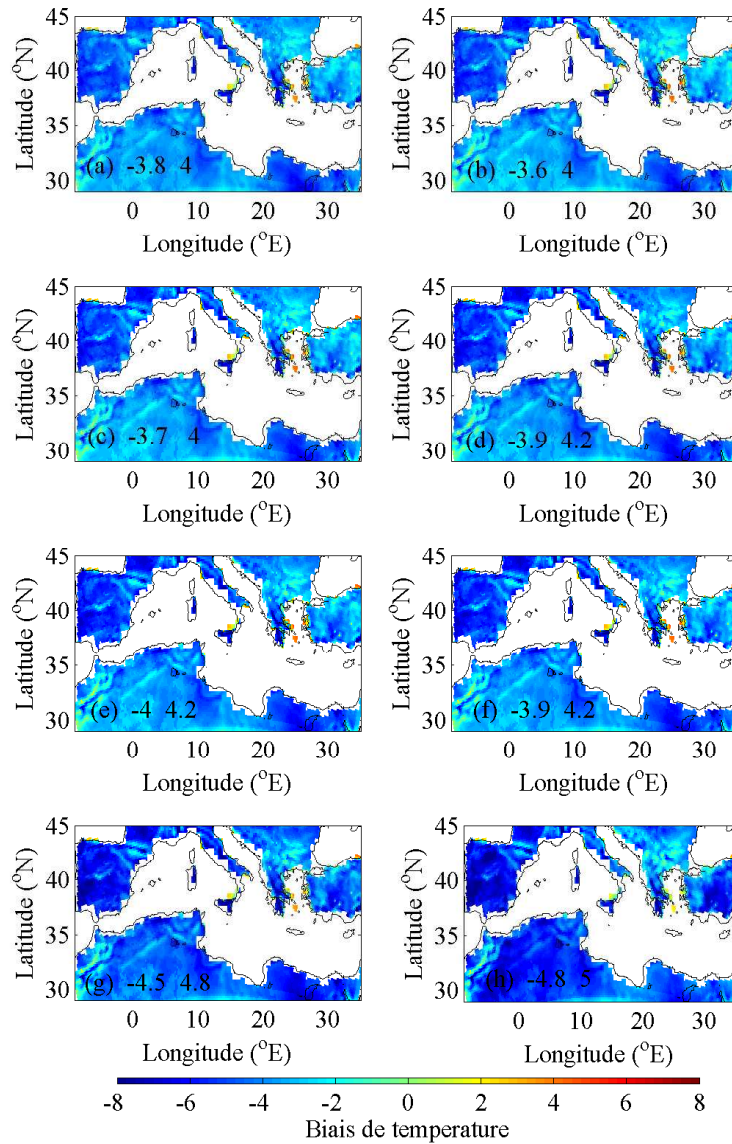 45 40 35 30
Latitude (°N)
(a) -3.8 4
0 10 20 30
Longitude (°E)
45 40 35 30
Latitude (°N)
(b) -3.6 4
0 10 20 30
Longitude (°E)
45 40 35 30
Latitude (°N)
(c) -3.7 4
0 10 20 30
Longitude (°E)
45 40 35 30
Latitude (°N)
(d) -3.9 4.2
0 10 20 30
Longitude (°E)
45 40 35 30
Latitude (°N)
(e) -4 4.2
0 10 20 30
Longitude (°E)
45 40 35 30
Latitude (°N)
(f) -3.9 4.2
0 10 20 30
Longitude (°E)
45 40 35 30
Latitude (°N)
(g) -4.5 4.8
0 10 20 30
Longitude (°E)
45 40 35 30
Latitude (°N)
(h) -4.8 5
0 10 20 30
Longitude (°E)
-8 -6 -4 -2 0 2 4 6 8
Biais de temperature